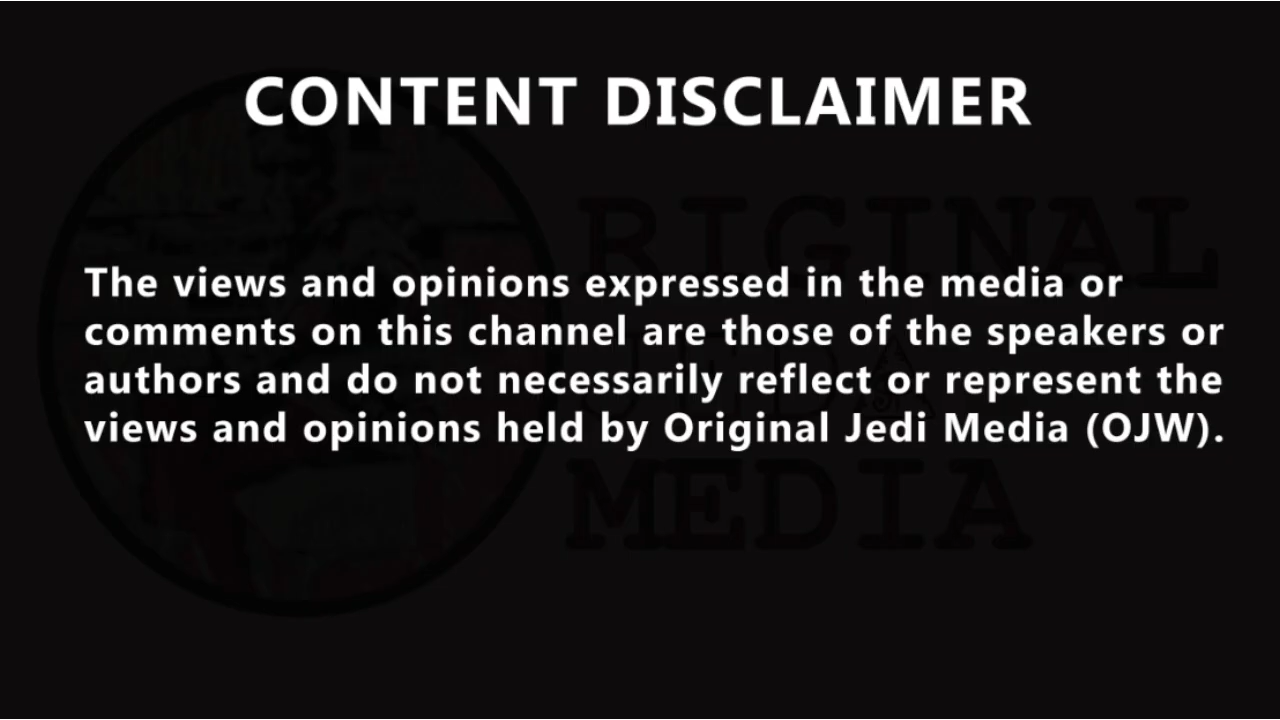 CONTENT DISCLAIMER
The views and opinions expressed in the media or
comments on this channel are those of the speakers or
authors and do not necessarily reflect or represent the
views and opinions held by Original Jedi Media (OJW).
RIGINAL
MEDIA